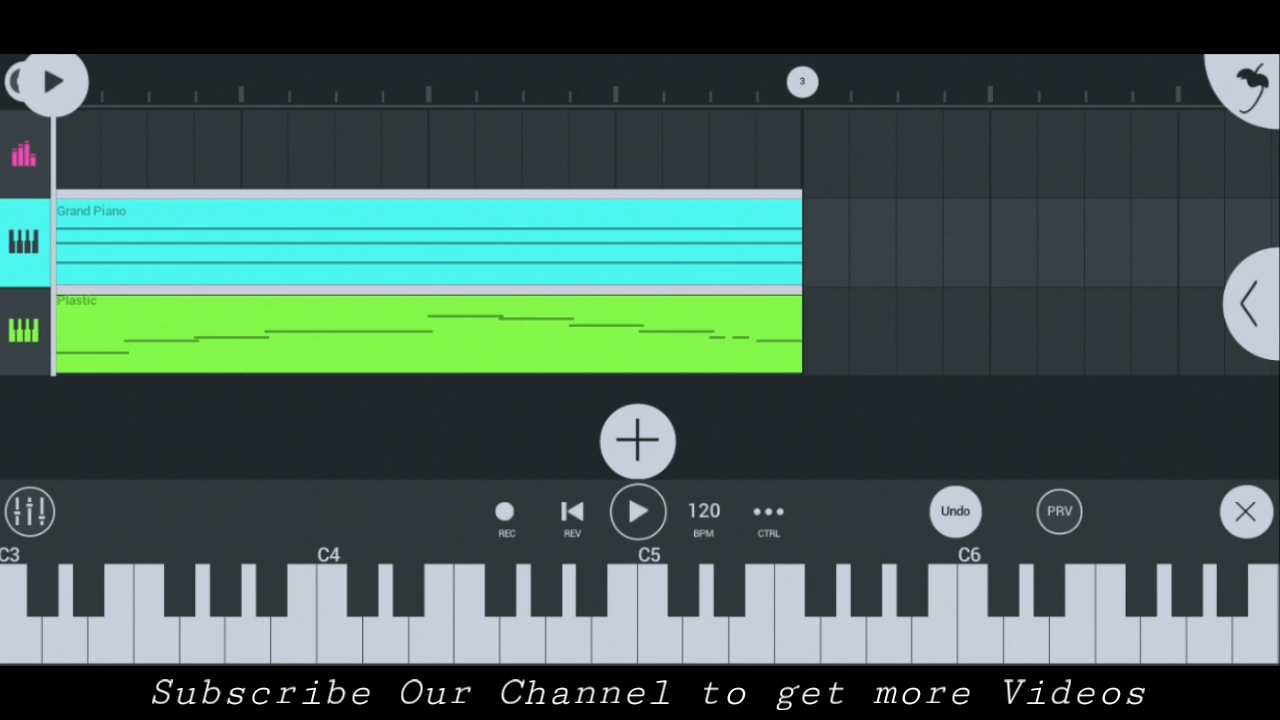 3
Grand Piano
Plastic
120
Undo
PRV
REC
REV
BPM
CTRL
C3
C4
C5
C6
Subscribe Our Channel to get more Videos